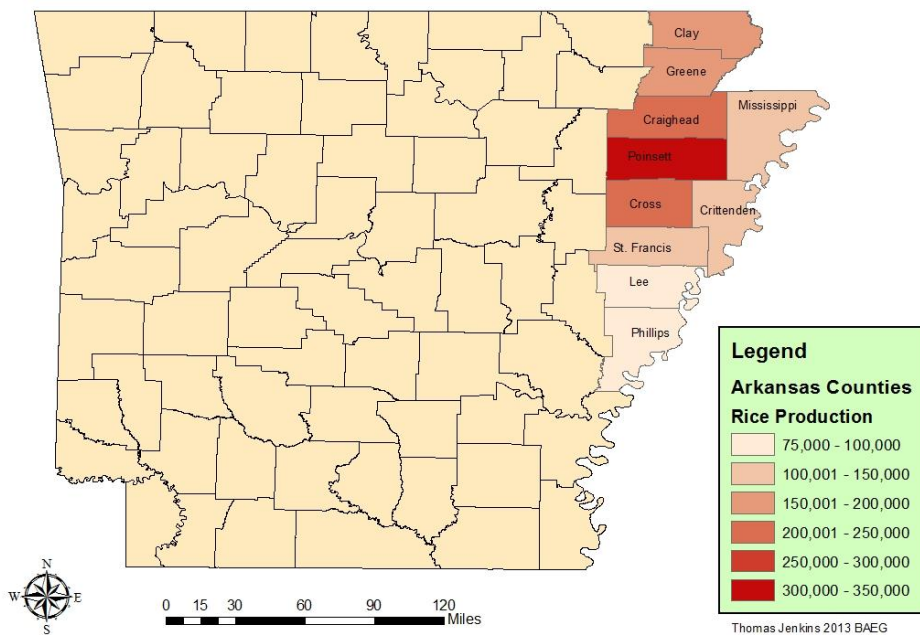 Clay
Greene
Mississippi
Craighead
Poinsett
Cross
Crittenden
St. Francis
Lee
Phillips
Legend
Arkansas Counties
Rice Production
75,000 - 100,000
100,001 - 150,000
150,001 - 200,000
200,001 - 250,000
250,000 - 300,000
300,000 - 350,000
N
W E
S
0 15 30 60 90 120
Miles
Thomas Jenkins 2013 BAEG